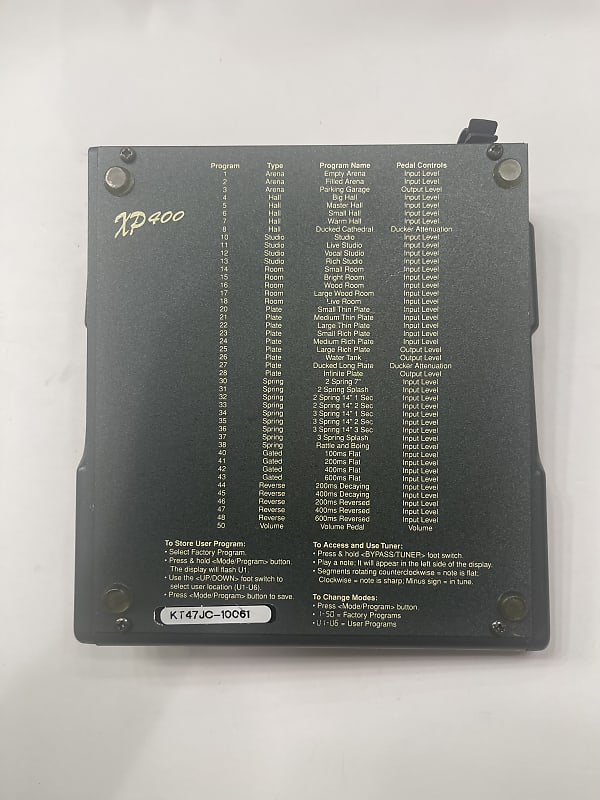 Program Type Program Name Pedal Controls
1 Arena Empty Arena Input Level
2 Arena Filled Arena Input Level
3 Arena Parking Garage Output Level
4 Hall Big Hall Input Level
5 Hall Master Hall Input Level
6 Hall Small Hall Input Level
7 Hall Warm Hall Input Level
8 Hall Ducked Cathedral Ducker Attenuation
10 Studio Studio Input Level
11 Studio Live Studio Input Level
12 Studio Vocal Studio Input Level
13 Studio Rich Studio Input Level
14 Room Small Room Input Level
15 Room Bright Room Input Level
16 Room Wood Room Input Level
17 Room Large Wood Room Input Level
18 Room Live Room Input Level
20 Plate Small Thin Plate Input Level
21 Plate Medium Thin Plate Input Level
22 Plate Large Thin Plate Input Level
23 Plate Small Rich Plate Input Level
24 Plate Medium Rich Plate Input Level
25 Plate Large Rich Plate Output Level
26 Plate Water Tank Input Level
27 Plate Ducked Long Plate Ducker Attenuation
28 Plate Infinite Plate Output Level
30 Spring 2 Spring 7" Input Level
31 Spring 2 Spring Splash Input Level
32 Spring 2 Spring 14" 1 Sec Input Level
33 Spring 2 Spring 14" 2 Sec Input Level
34 Spring 3 Spring 14" 1 Sec Input Level
35 Spring 3 Spring 14" 2 Sec Input Level
36 Spring 3 Spring 14" 3 Sec Input Level
37 Spring 3 Spring Splash Input Level
38 Spring Rattle and Boing Input Level
40 Gated 100ms Flat Input Level
41 Gated 200ms Flat Input Level
42 Gated 400ms Flat Input Level
43 Gated 600ms Flat Input Level
44 Reverse 200ms Decaying Input Level
45 Reverse 400ms Decaying Input Level
46 Reverse 200ms Reversed Input Level
47 Reverse 400ms Reversed Input Level
48 Reverse 600ms Reversed Input Level
50 Volume Volume Pedal Volume
XP400
To Store User Program:
• Select Factory Program.
• Press & hold <Mode/Program> button.
The display will flash U1.
• Use the <UP/DOWN> foot switch to
select user location (U1-U6).
• Press <Mode/Program> button to save.
KT47JC-10061
To Access and Use Tuner:
• Press & hold <BYPASS/TUNER> foot switch.
• Play a note; It will appear in the left side of the display.
• Segments rotating counterclockwise = note is flat;
Clockwise = note is sharp; Minus sign = in tune.
To Change Modes:
• Press <Mode/Program> button.
• 1-50 = Factory Programs
• U1-U6 = User Programs